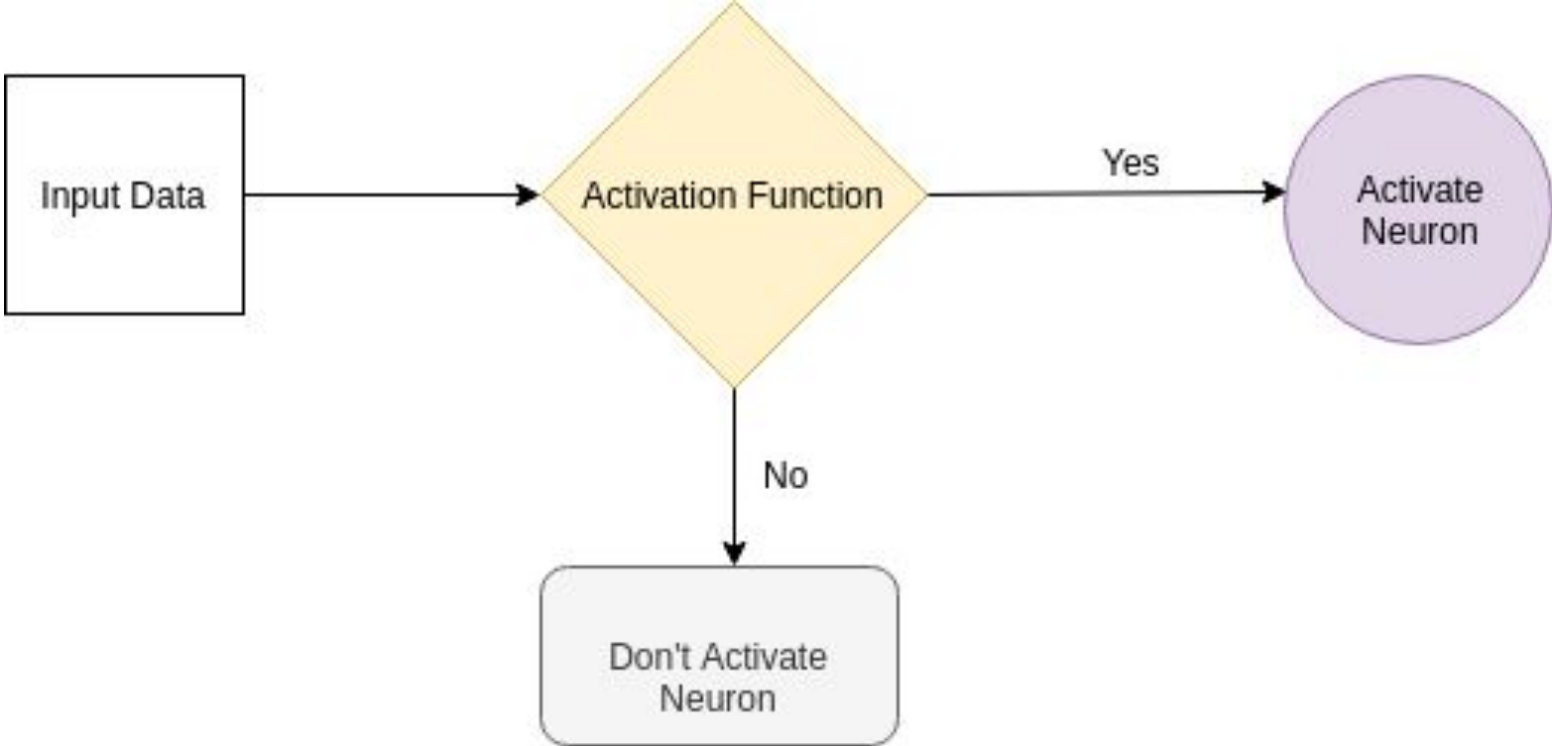 Input Data
Activation Function
Yes
Activate
Neuron
No
Don't Activate
Neuron